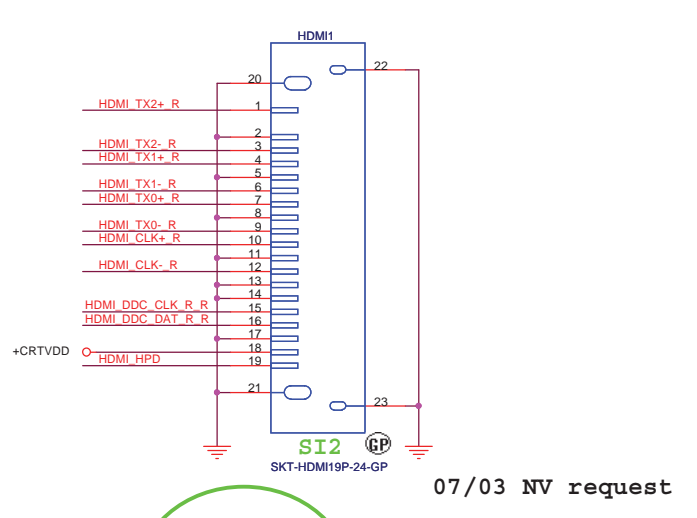 HDMI1
20
22
HDMI_TX2+_R 1
2
HDMI_TX2-_R 3
HDMI_TX1+_R 4
5
HDMI_TX1-_R 6
HDMI_TX0+_R 7
8
HDMI_TX0-_R 9
HDMI_CLK+_R 10
11
HDMI_CLK-_R 12
13
14
HDMI_DDC_CLK_R_R 15
HDMI_DDC_DAT_R_R 16
17
+CRTVDD 18
HDMI_HPD 19
21
23
SI2 GP
SKT-HDMI19P-24-GP
07/03 NV request